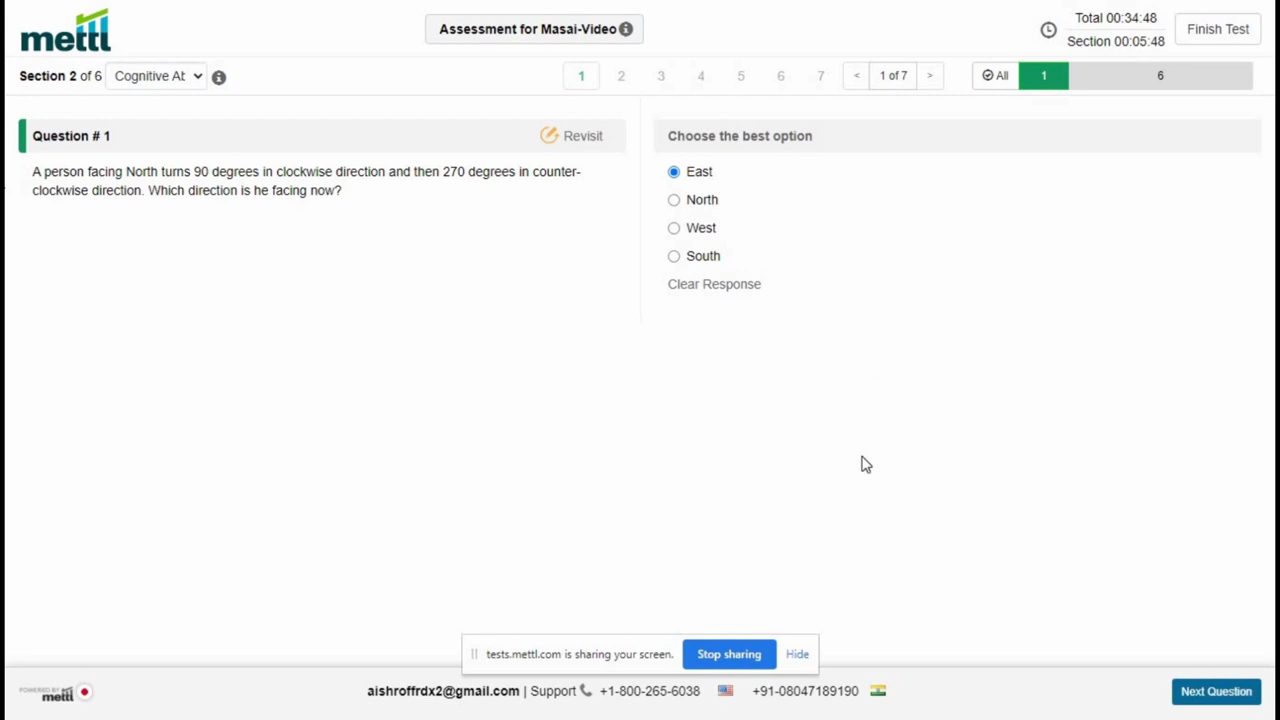 mettl
Assessment for Masai-Video
Total 00:34:48
Section 00:05:48
Finish Test
Section 2 of 6 Cognitive At
1 2 3 4 5 6 7 < 1 of 7 > All 1 6
Question # 1 Revisit
A person facing North turns 90 degrees in clockwise direction and then 270 degrees in counter-
clockwise direction. Which direction is he facing now?
Choose the best option
East
North
West
South
Clear Response
tests.mettl.com is sharing your screen. Stop sharing Hide
POWERED BY
mettl
aishroffrdx2@gmail.com | Support +1-800-265-6038 +91-08047189190
Next Question